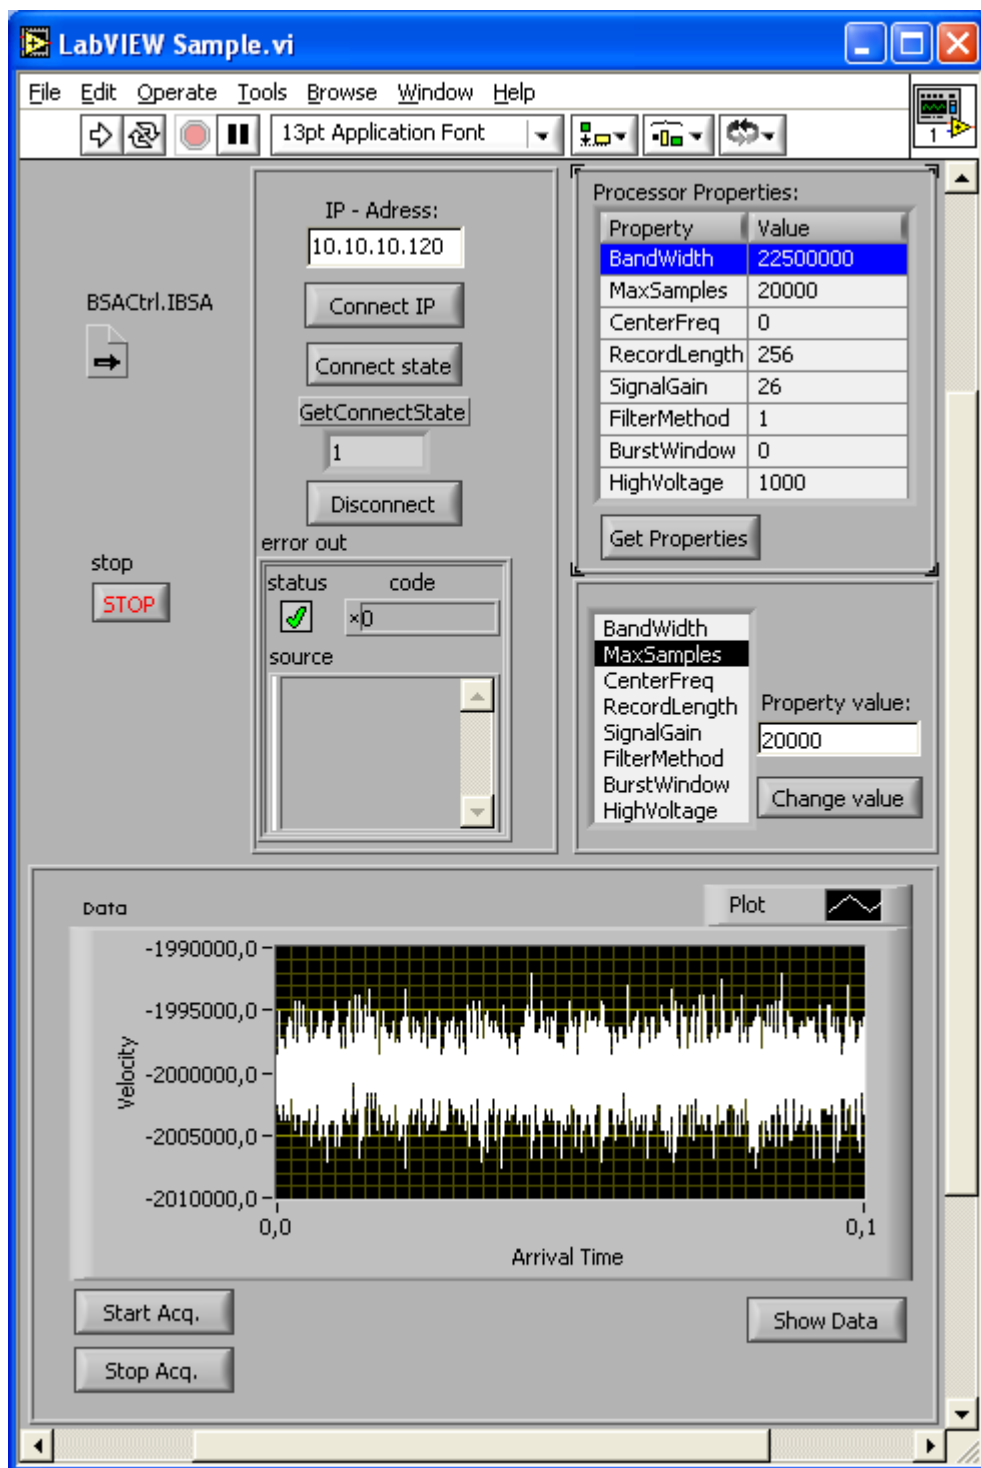 LabVIEW Sample.vi
File Edit Operate Tools Browse Window Help
13pt Application Font
1
BSACtrl.IBSA
stop
STOP
IP - Adress:
10.10.10.120
Connect IP
Connect state
GetConnectState
1
Disconnect
error out
status code
×0
source
Processor Properties:
Property Value
BandWidth 22500000
MaxSamples 20000
CenterFreq 0
RecordLength 256
SignalGain 26
FilterMethod 1
BurstWindow 0
HighVoltage 1000
Get Properties
BandWidth
MaxSamples
CenterFreq
RecordLength
SignalGain
FilterMethod
BurstWindow
HighVoltage
Property value:
20000
Change value
Data
Plot
-1990000,0
-1995000,0
-2000000,0
-2005000,0
-2010000,0
Velocity
0,0 0,1
Arrival Time
Start Acq.
Show Data
Stop Acq.